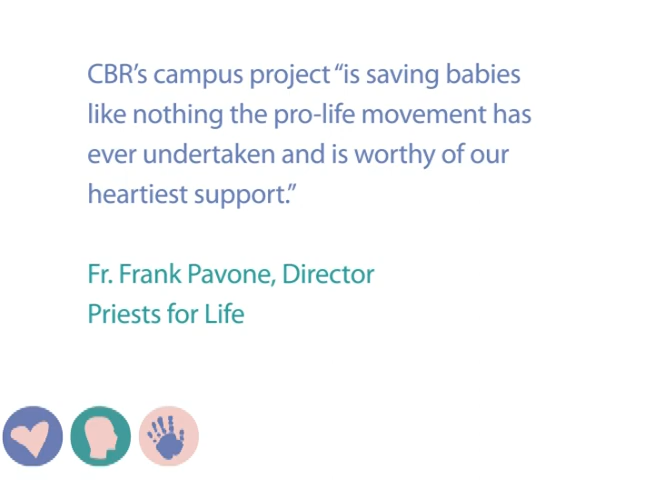 CBR’s campus project “is saving babies
like nothing the pro-life movement has
ever undertaken and is worthy of our
heartiest support.”
Fr. Frank Pavone, Director
Priests for Life